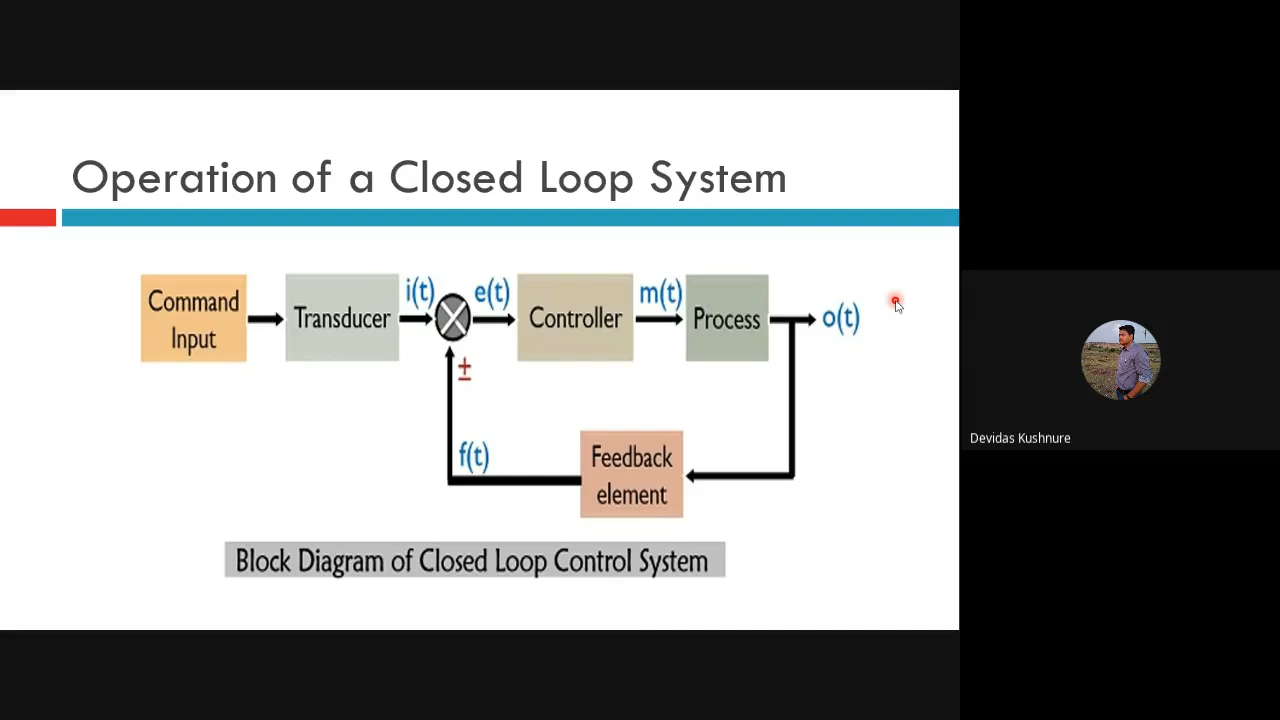 Operation of a Closed Loop System
Command
Input
Transducer
i(t)
e(t)
Controller
m(t)
Process
o(t)
±
f(t)
Feedback
element
Block Diagram of Closed Loop Control System
Devidas Kushnure